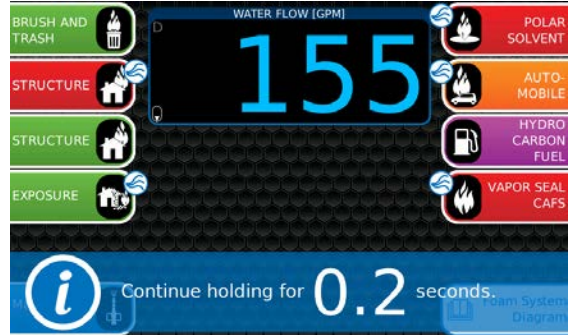 BRUSH AND
TRASH
STRUCTURE
STRUCTURE
EXPOSURE
WATER FLOW [GPM]
D
155
POLAR
SOLVENT
AUTO-
MOBILE
HYDRO
CARBON
FUEL
VAPOR SEAL
CAFS
Continue holding for 0.2 seconds.
Foam System
Diagram